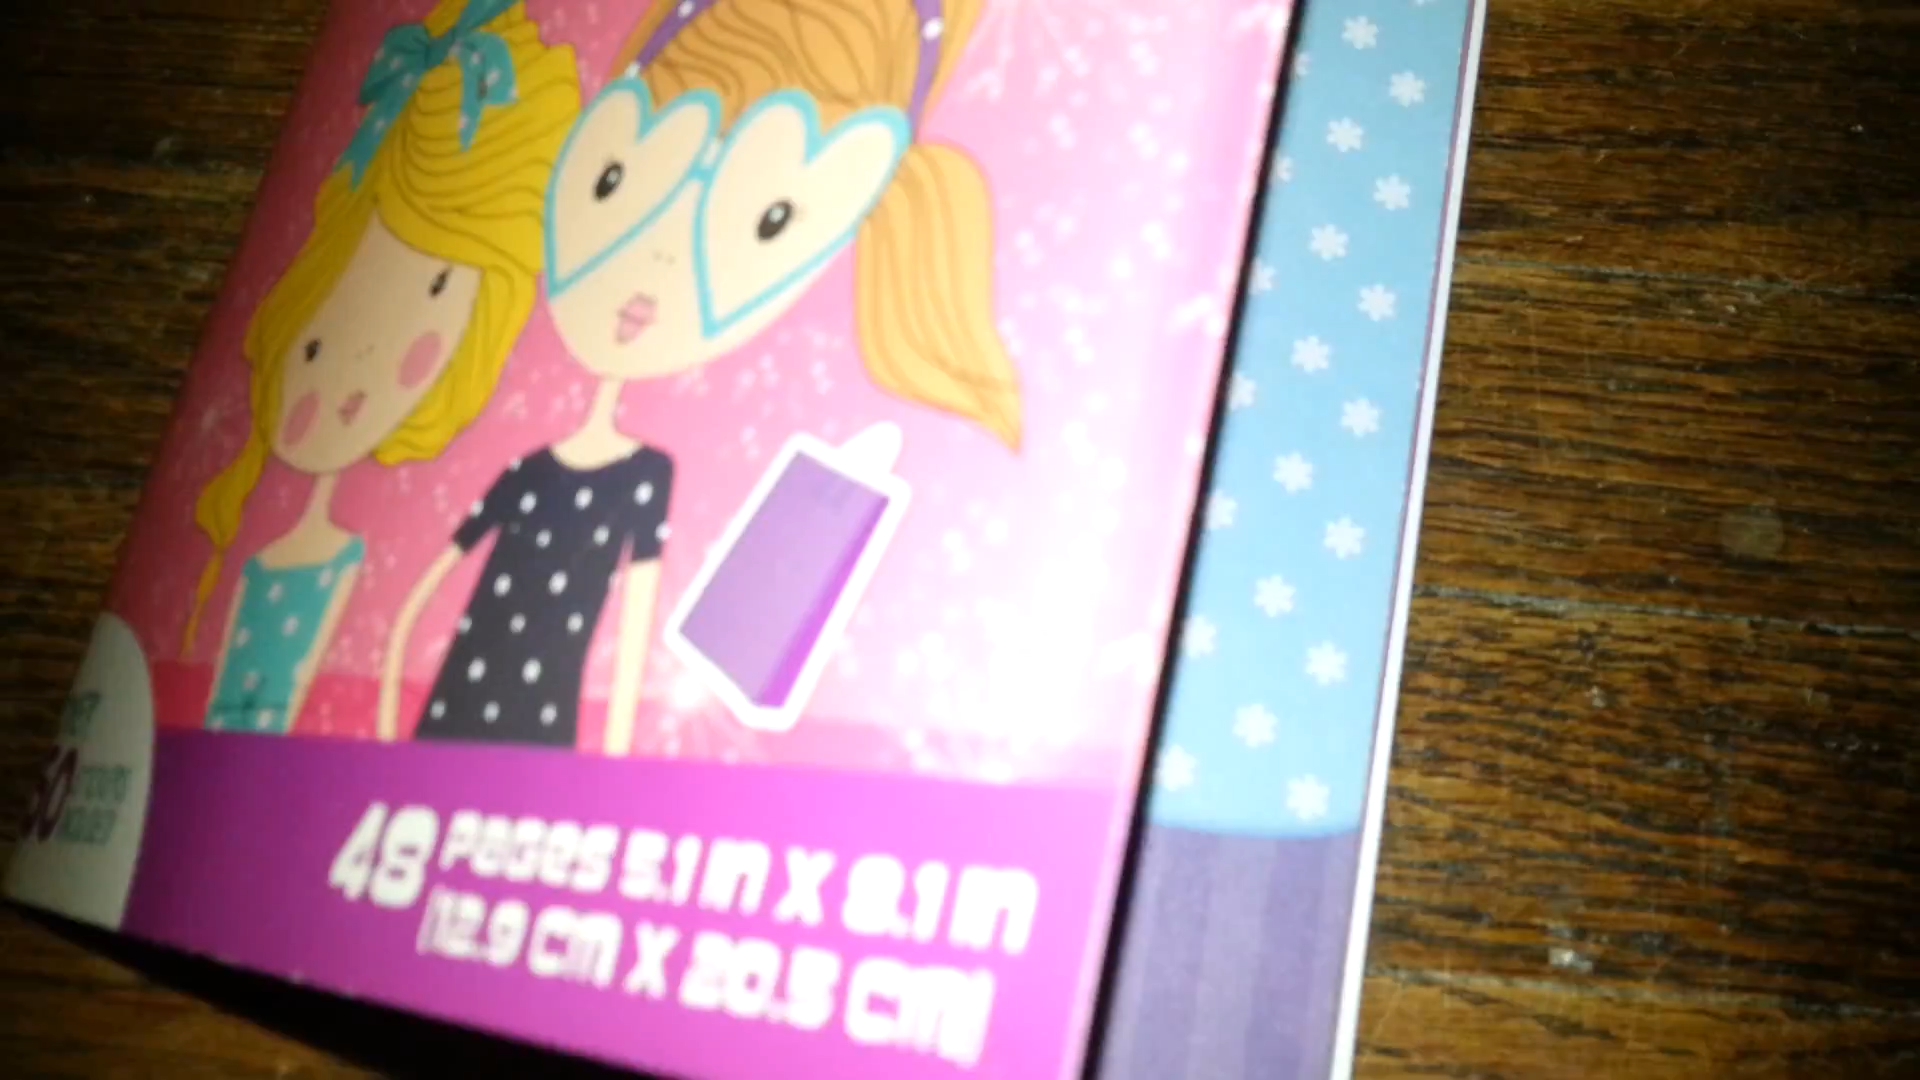 48 Pages 5.1 in X 8.1 in
(12.9 cm X 20.5 cm)